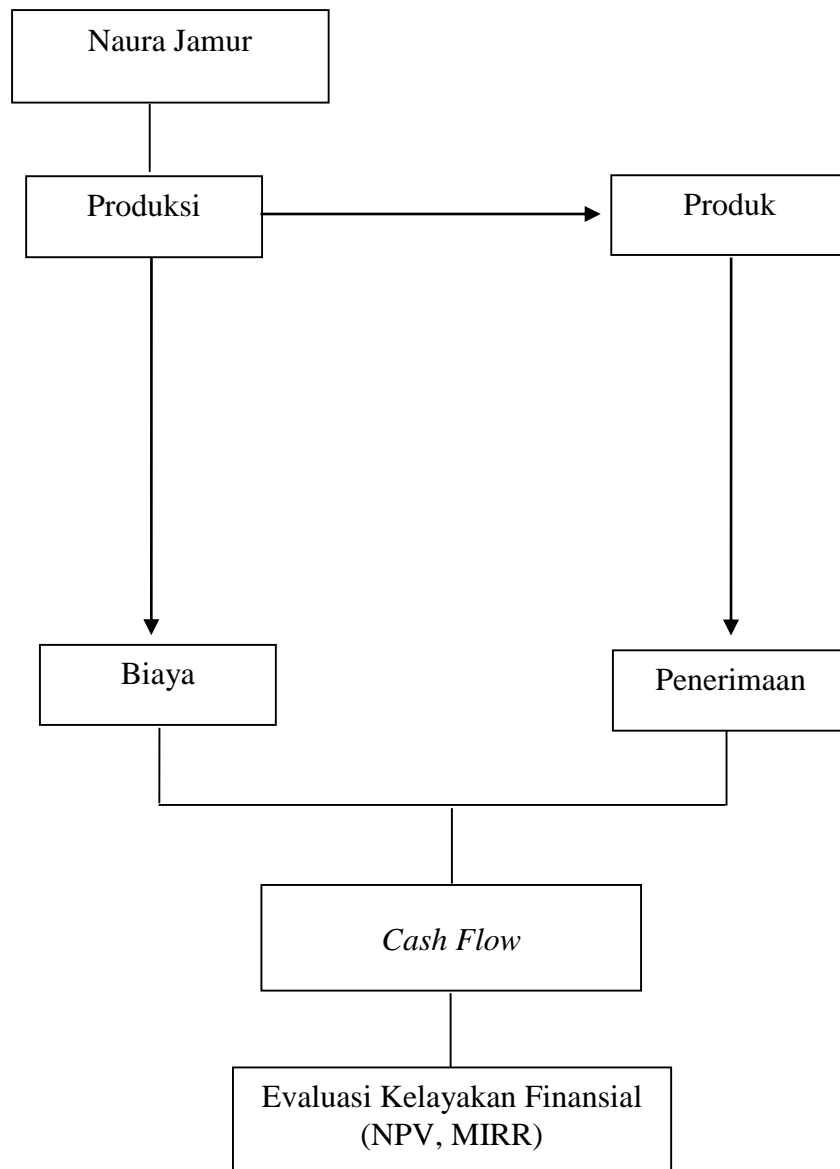 Naura Jamur
Produksi
Produk
Biaya
Penerimaan
Cash Flow
Evaluasi Kelayakan Finansial
(NPV, MIRR)